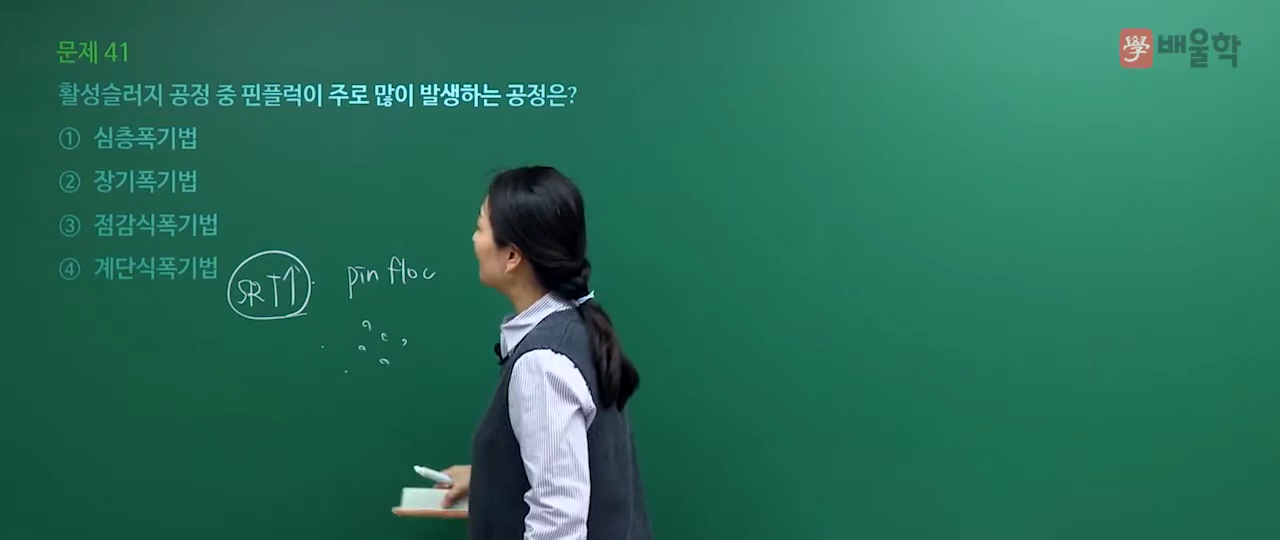 문제 41
學 배울학
활성슬러지 공정 중 핀플럭이 주로 많이 발생하는 공정은?
① 심층폭기법
② 장기폭기법
③ 점감식폭기법
④ 계단식폭기법
SRT↑
pin floc